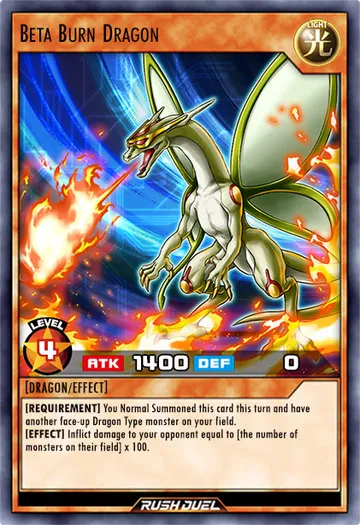 BETA BURN DRAGON
LIGHT
光
LEVEL
4
ATK 1400 DEF 0
[DRAGON/EFFECT]
[REQUIREMENT] You Normal Summoned this card this turn and have
another face-up Dragon Type monster on your field.
[EFFECT] Inflict damage to your opponent equal to [the number of
monsters on their field] x 100.
RUSH DUEL